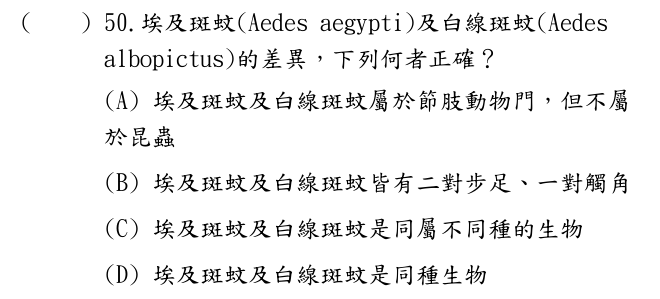 (　　) 50.埃及斑蚊(Aedes aegypti)及白線斑蚊(Aedes
albopictus)的差異，下列何者正確？
(A) 埃及斑蚊及白線斑蚊屬於節肢動物門，但不屬
於昆蟲
(B) 埃及斑蚊及白線斑蚊皆有二對步足、一對觸角
(C) 埃及斑蚊及白線斑蚊是同屬不同種的生物
(D) 埃及斑蚊及白線斑蚊是同種生物